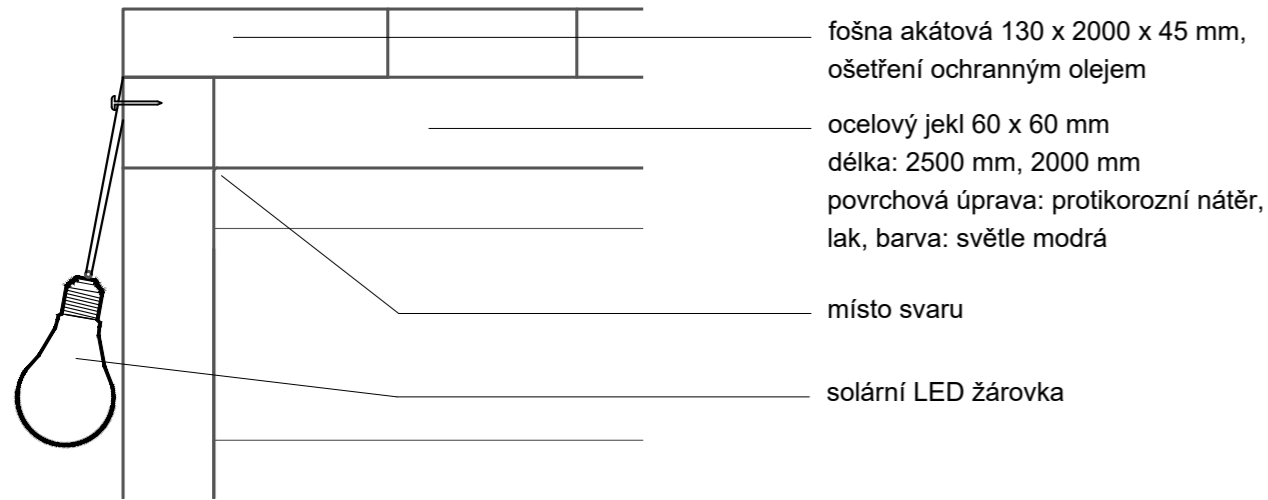 fošna akátová 130 x 2000 x 45 mm,
ošetření ochranným olejem
ocelový jekl 60 x 60 mm
délka: 2500 mm, 2000 mm
povrchová úprava: protikorozní nátěr,
lak, barva: světle modrá
místo svaru
solární LED žárovka